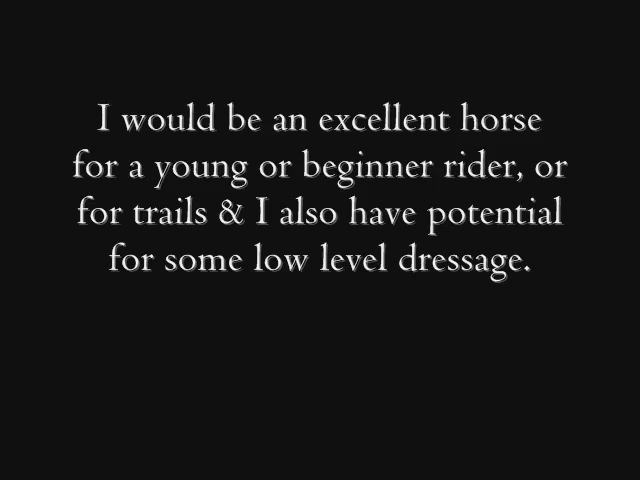 I would be an excellent horse
for a young or beginner rider, or
for trails & I also have potential
for some low level dressage.